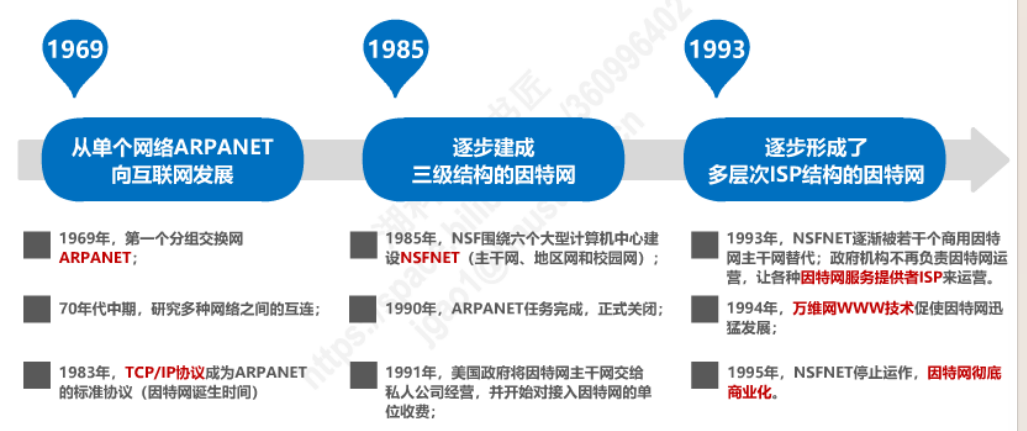 1969
从单个网络ARPANET
向互联网发展
1969年，第一个分组交换网
ARPANET；
70年代中期，研究多种网络之间的互连；
1983年，TCP/IP协议成为ARPANET
的标准协议（因特网诞生时间）
1985
逐步建成
三级结构的因特网
1985年，NSF围绕六个大型计算机中心建
设NSFNET（主干网、地区网和校园网）；
1990年，ARPANET任务完成，正式关闭；
1991年，美国政府将因特网主干网交给
私人公司经营，并开始对接入因特网的单
位收费；
1993
逐步形成了
多层次ISP结构的因特网
1993年，NSFNET逐渐被若干个商用因特
网主干网替代；政府机构不再负责因特网运
营，让各种因特网服务提供者ISP来运营。
1994年，万维网WWW技术促使因特网迅
猛发展；
1995年，NSFNET停止运作，因特网彻底
商业化。